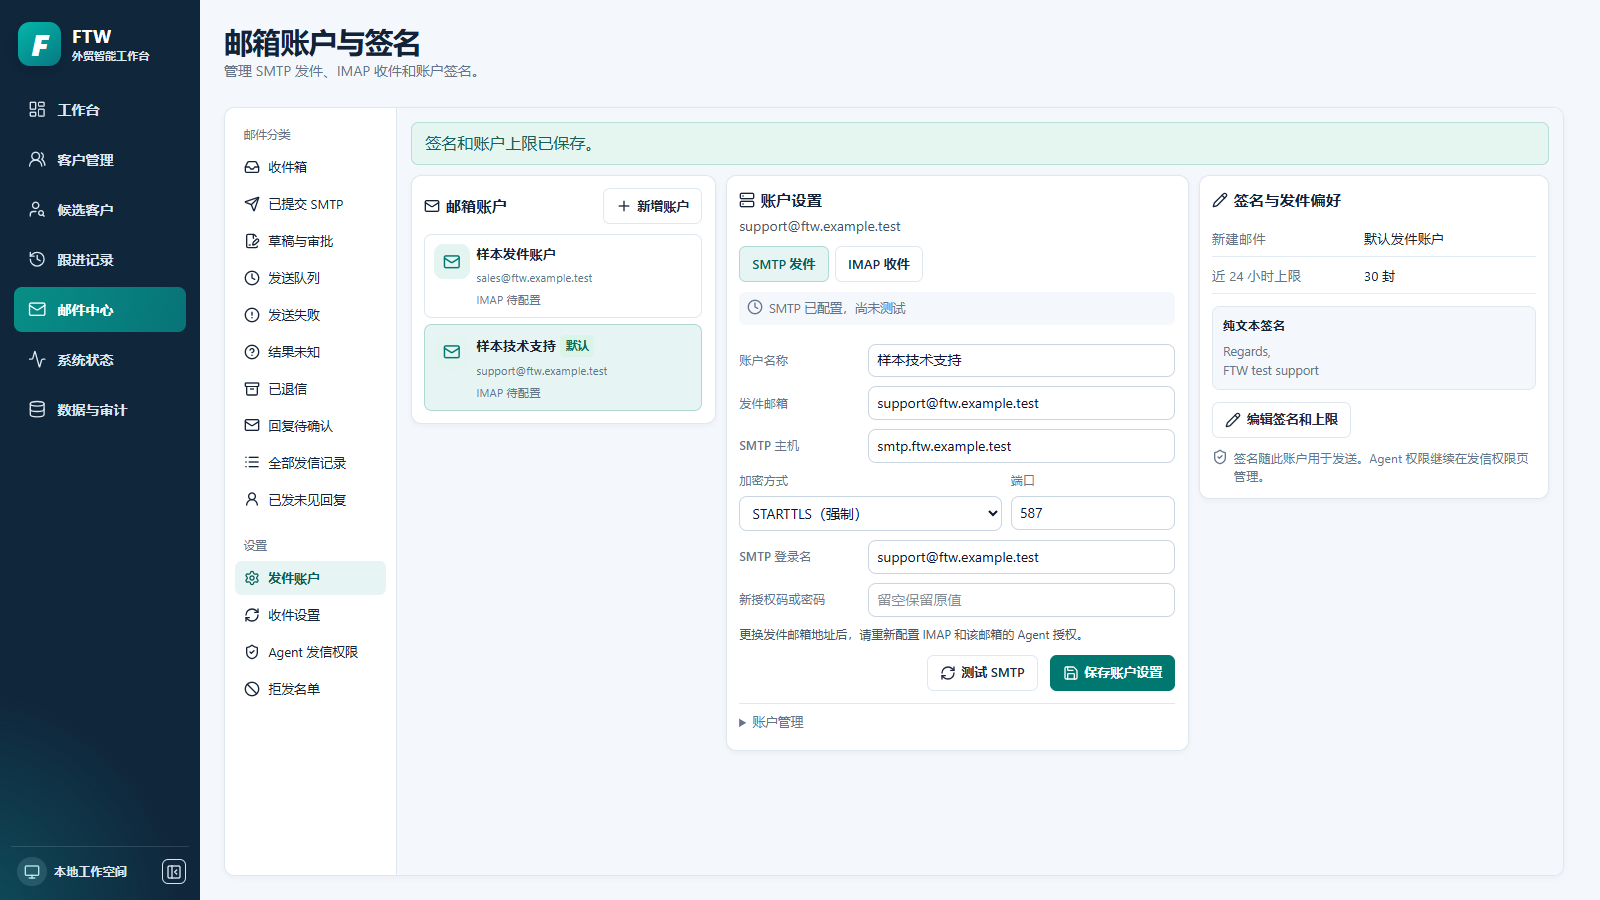 FTW
外贸智能工作台
工作台
客户管理
候选客户
跟进记录
邮件中心
系统状态
数据与审计
本地工作空间
邮箱账户与签名
管理 SMTP 发件、IMAP 收件和账户签名。
邮件分类
收件箱
已提交 SMTP
草稿与审批
发送队列
发送失败
结果未知
已退信
回复待确认
全部发信记录
已发未见回复
设置
发件账户
收件设置
Agent 发信权限
拒发名单
签名和账户上限已保存。
邮箱账户
新增账户
样本发件账户
sales@ftw.example.test
IMAP 待配置
样本技术支持 默认
support@ftw.example.test
IMAP 待配置
账户设置
support@ftw.example.test
SMTP 发件
IMAP 收件
SMTP 已配置，尚未测试
账户名称 样本技术支持
发件邮箱 support@ftw.example.test
SMTP 主机 smtp.ftw.example.test
加密方式 端口
STARTTLS（强制） 587
SMTP 登录名 support@ftw.example.test
新授权码或密码 留空保留原值
更换发件邮箱地址后，请重新配置 IMAP 和该邮箱的 Agent 授权。
测试 SMTP
保存账户设置
账户管理
签名与发件偏好
新建邮件 默认发件账户
近 24 小时上限 30 封
纯文本签名
Regards,
FTW test support
编辑签名和上限
签名随此账户用于发送。Agent 权限继续在发信权限页
管理。